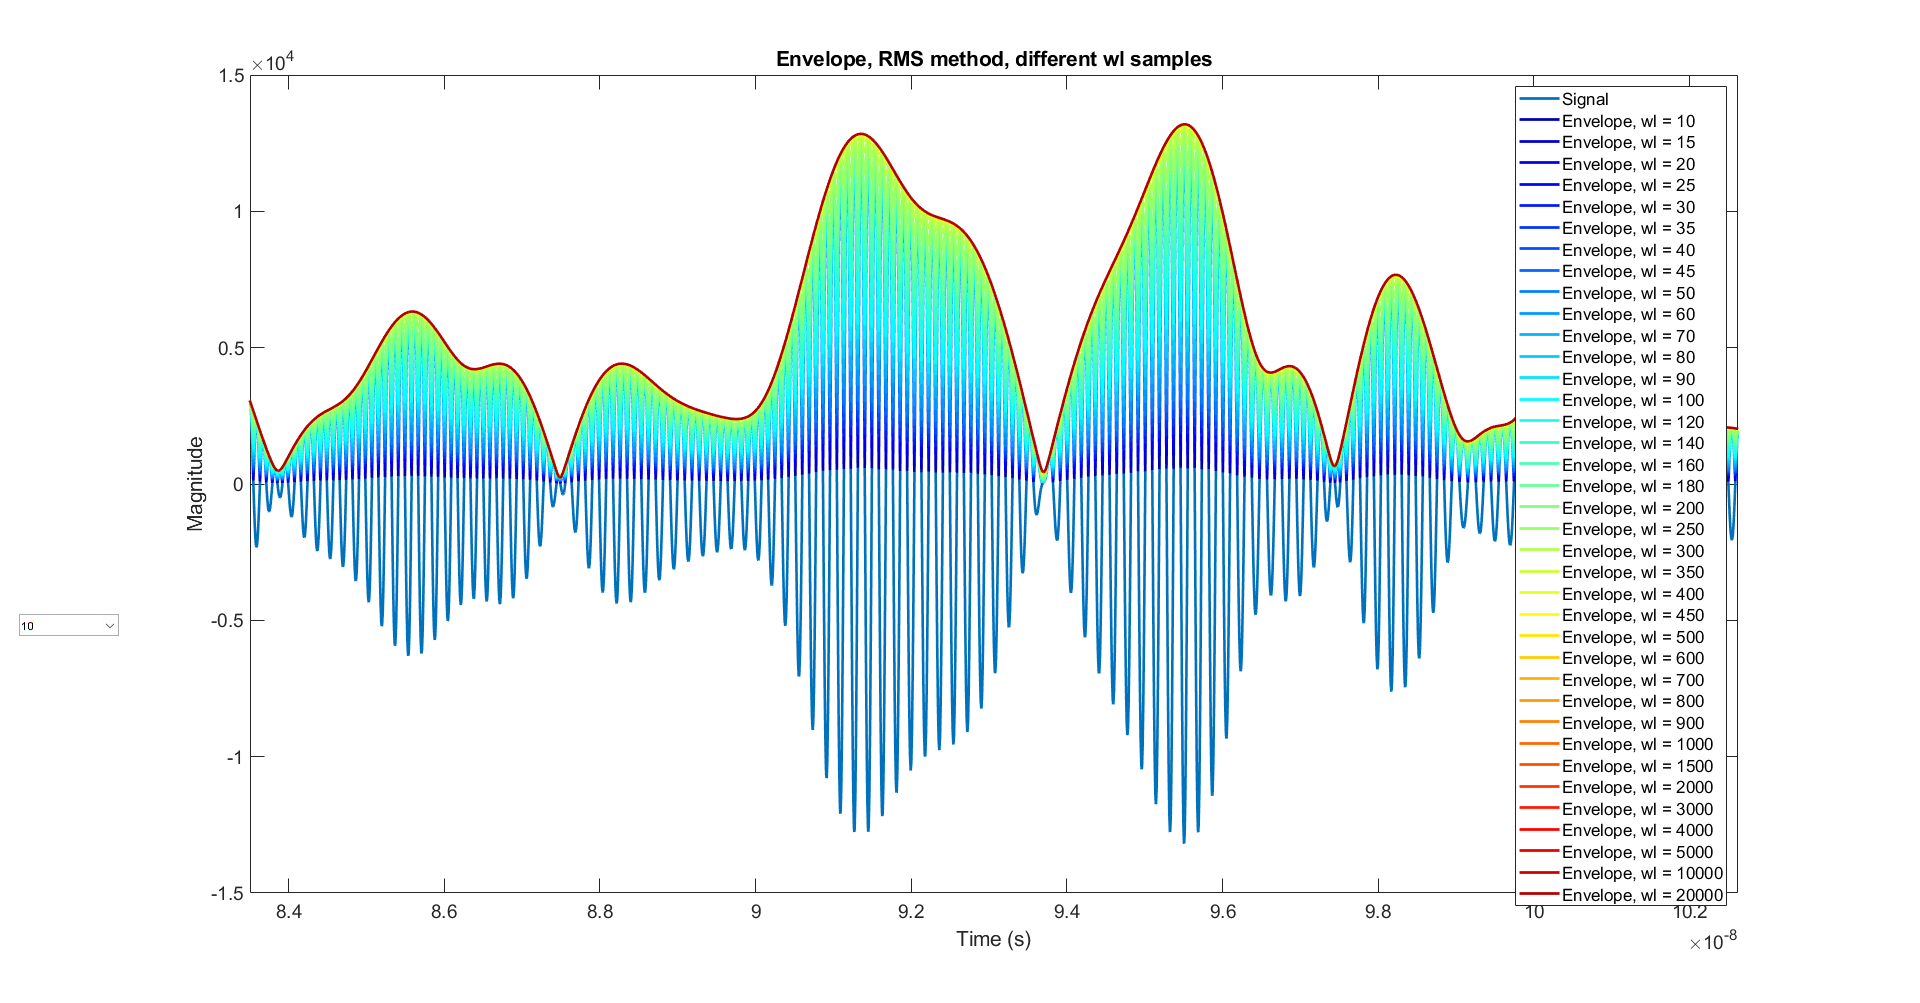 Envelope, RMS method, different wl samples
×10⁴
1.5
1
0.5
0
-0.5
-1
-1.5
Magnitude
10
Signal
Envelope, wl = 10
Envelope, wl = 15
Envelope, wl = 20
Envelope, wl = 25
Envelope, wl = 30
Envelope, wl = 35
Envelope, wl = 40
Envelope, wl = 45
Envelope, wl = 50
Envelope, wl = 60
Envelope, wl = 70
Envelope, wl = 80
Envelope, wl = 90
Envelope, wl = 100
Envelope, wl = 120
Envelope, wl = 140
Envelope, wl = 160
Envelope, wl = 180
Envelope, wl = 200
Envelope, wl = 250
Envelope, wl = 300
Envelope, wl = 350
Envelope, wl = 400
Envelope, wl = 450
Envelope, wl = 500
Envelope, wl = 600
Envelope, wl = 700
Envelope, wl = 800
Envelope, wl = 900
Envelope, wl = 1000
Envelope, wl = 1500
Envelope, wl = 2000
Envelope, wl = 3000
Envelope, wl = 4000
Envelope, wl = 5000
Envelope, wl = 10000
Envelope, wl = 20000
8.4 8.6 8.8 9 9.2 9.4 9.6 9.8 10 10.2
Time (s)
×10⁻⁸